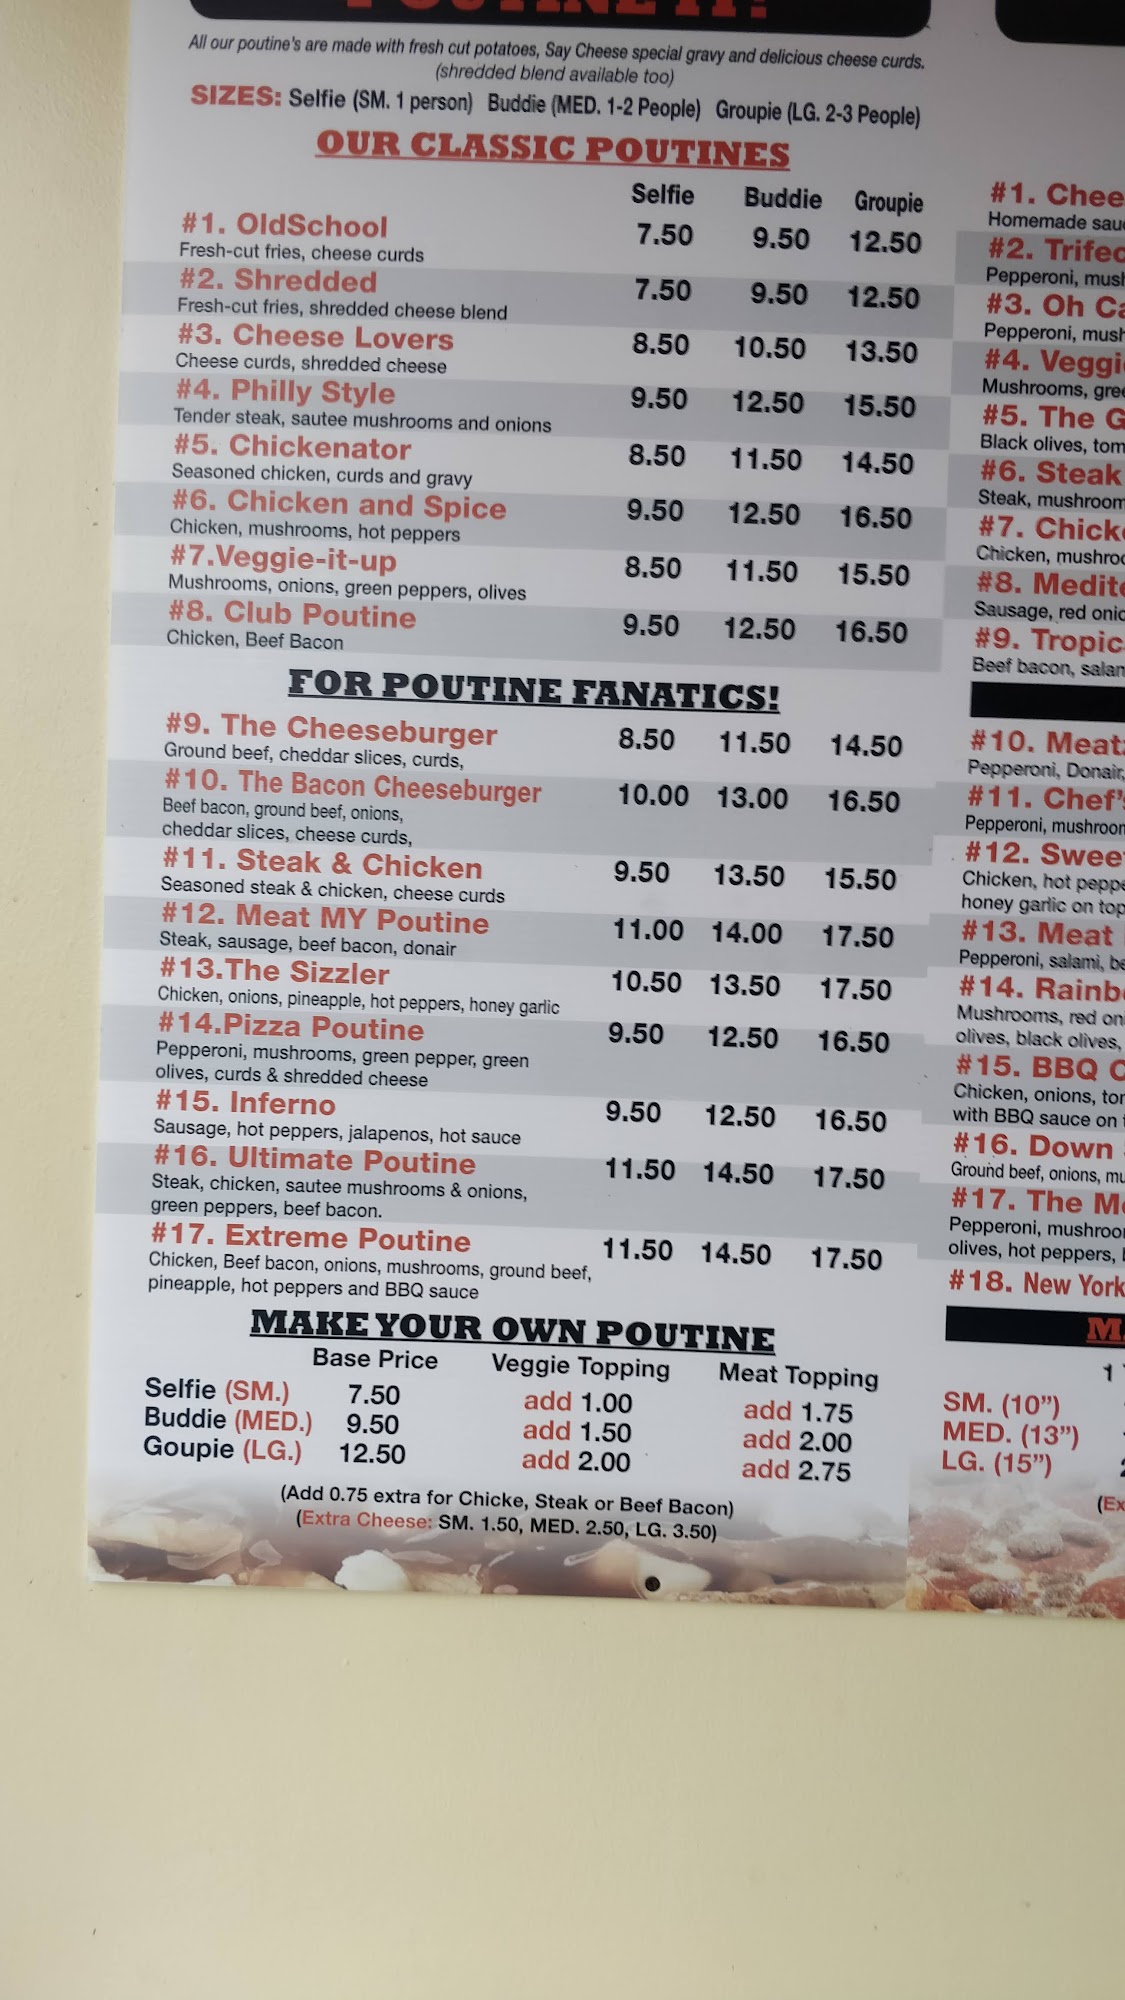 POUTINE IT!
All our poutine's are made with fresh cut potatoes, Say Cheese special gravy and delicious cheese curds.
(shredded blend available too)
SIZES: Selfie (SM. 1 person) Buddie (MED. 1-2 People) Groupie (LG. 2-3 People)
OUR CLASSIC POUTINES
Selfie Buddie Groupie
#1. OldSchool 7.50 9.50 12.50
Fresh-cut fries, cheese curds
#2. Shredded 7.50 9.50 12.50
Fresh-cut fries, shredded cheese blend
#3. Cheese Lovers 8.50 10.50 13.50
Cheese curds, shredded cheese
#4. Philly Style 9.50 12.50 15.50
Tender steak, sautee mushrooms and onions
#5. Chickenator 8.50 11.50 14.50
Seasoned chicken, curds and gravy
#6. Chicken and Spice 9.50 12.50 16.50
Chicken, mushrooms, hot peppers
#7.Veggie-it-up 8.50 11.50 15.50
Mushrooms, onions, green peppers, olives
#8. Club Poutine 9.50 12.50 16.50
Chicken, Beef Bacon
FOR POUTINE FANATICS!
#9. The Cheeseburger 8.50 11.50 14.50
Ground beef, cheddar slices, curds,
#10. The Bacon Cheeseburger 10.00 13.00 16.50
Beef bacon, ground beef, onions,
cheddar slices, cheese curds,
#11. Steak & Chicken 9.50 13.50 15.50
Seasoned steak & chicken, cheese curds
#12. Meat MY Poutine 11.00 14.00 17.50
Steak, sausage, beef bacon, donair
#13.The Sizzler 10.50 13.50 17.50
Chicken, onions, pineapple, hot peppers, honey garlic
#14.Pizza Poutine 9.50 12.50 16.50
Pepperoni, mushrooms, green pepper, green
olives, curds & shredded cheese
#15. Inferno 9.50 12.50 16.50
Sausage, hot peppers, jalapenos, hot sauce
#16. Ultimate Poutine 11.50 14.50 17.50
Steak, chicken, sautee mushrooms & onions,
green peppers, beef bacon.
#17. Extreme Poutine 11.50 14.50 17.50
Chicken, Beef bacon, onions, mushrooms, ground beef,
pineapple, hot peppers and BBQ sauce
MAKE YOUR OWN POUTINE
Base Price Veggie Topping Meat Topping
Selfie (SM.) 7.50 add 1.00 add 1.75
Buddie (MED.) 9.50 add 1.50 add 2.00
Goupie (LG.) 12.50 add 2.00 add 2.75
(Add 0.75 extra for Chicke, Steak or Beef Bacon)
(Extra Cheese: SM. 1.50, MED. 2.50, LG. 3.50)
#1. Chee
Homemade sau
#2. Trifec
Pepperoni, mush
#3. Oh Ca
Pepperoni, mush
#4. Veggi
Mushrooms, gree
#5. The G
Black olives, tom
#6. Steak
Steak, mushroom
#7. Chick
Chicken, mushroo
#8. Medite
Sausage, red onio
#9. Tropic
Beef bacon, salam
#10. Meat
Pepperoni, Donair,
#11. Chef'
Pepperoni, mushroom
#12. Swee
Chicken, hot peppe
honey garlic on top
#13. Meat
Pepperoni, salami, be
#14. Rainb
Mushrooms, red on
olives, black olives,
#15. BBQ C
Chicken, onions, tom
with BBQ sauce on
#16. Down
Ground beef, onions, mu
#17. The M
Pepperoni, mushroo
olives, hot peppers,
#18. New York
M
1
SM. (10")
MED. (13")
LG. (15")
(Ex